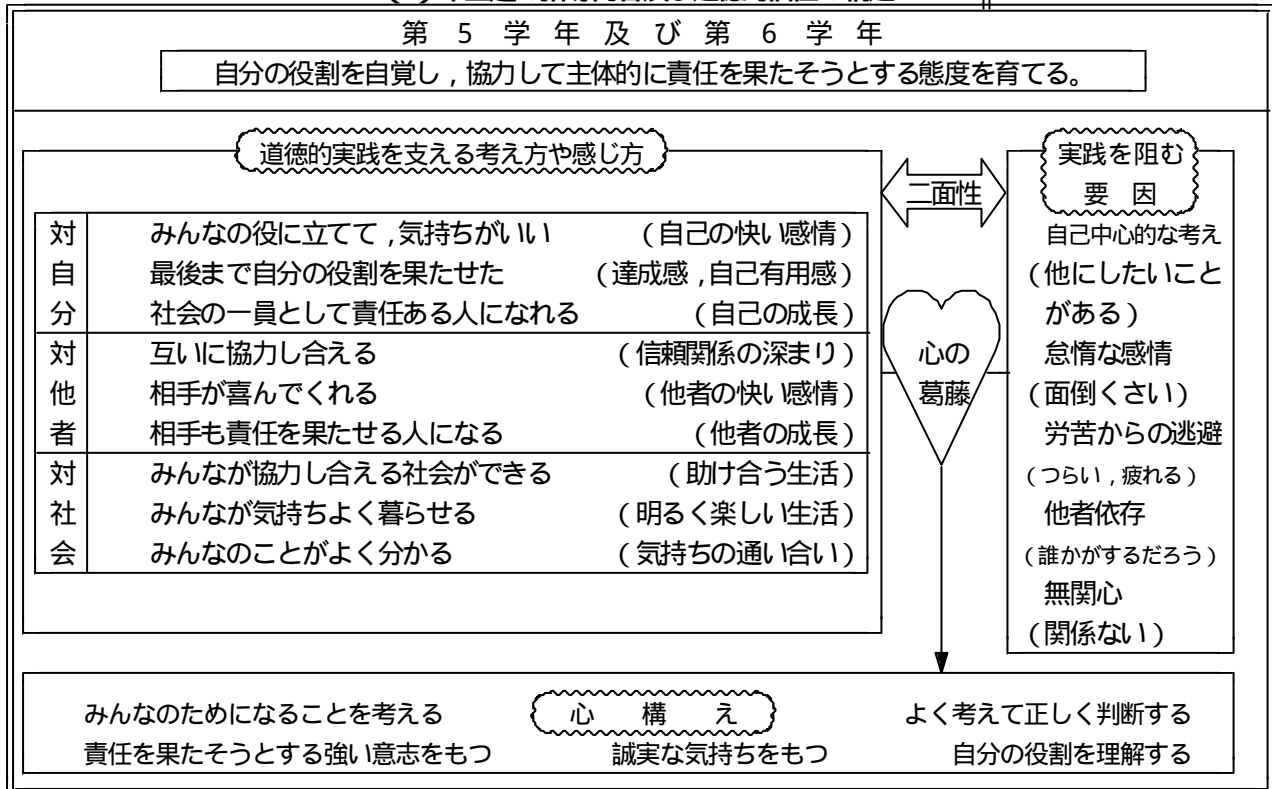 第 5 学 年 及 び 第 6 学 年
自分の役割を自覚し,協力して主体的に責任を果たそうとする態度を育てる。
道徳的実践を支える考え方や感じ方
対自分
みんなの役に立てて,気持ちがいい (自己の快い感情)
最後まで自分の役割を果たせた (達成感,自己有用感)
社会の一員として責任ある人になれる (自己の成長)
対他者
互いに協力し合える (信頼関係の深まり)
相手が喜んでくれる (他者の快い感情)
相手も責任を果たせる人になる (他者の成長)
対社会
みんなが協力し合える社会ができる (助け合う生活)
みんなが気持ちよく暮らせる (明るく楽しい生活)
みんなのことがよく分かる (気持ちの通い合い)
二面性
心の
葛藤
実践を阻む
要 因
自己中心的な考え
(他にしたいこと
がある)
怠惰な感情
(面倒くさい)
労苦からの逃避
(つらい,疲れる)
他者依存
(誰かがするだろう)
無関心
(関係ない)
心 構 え
みんなのためになることを考える よく考えて正しく判断する
責任を果たそうとする強い意志をもつ 誠実な気持ちをもつ 自分の役割を理解する